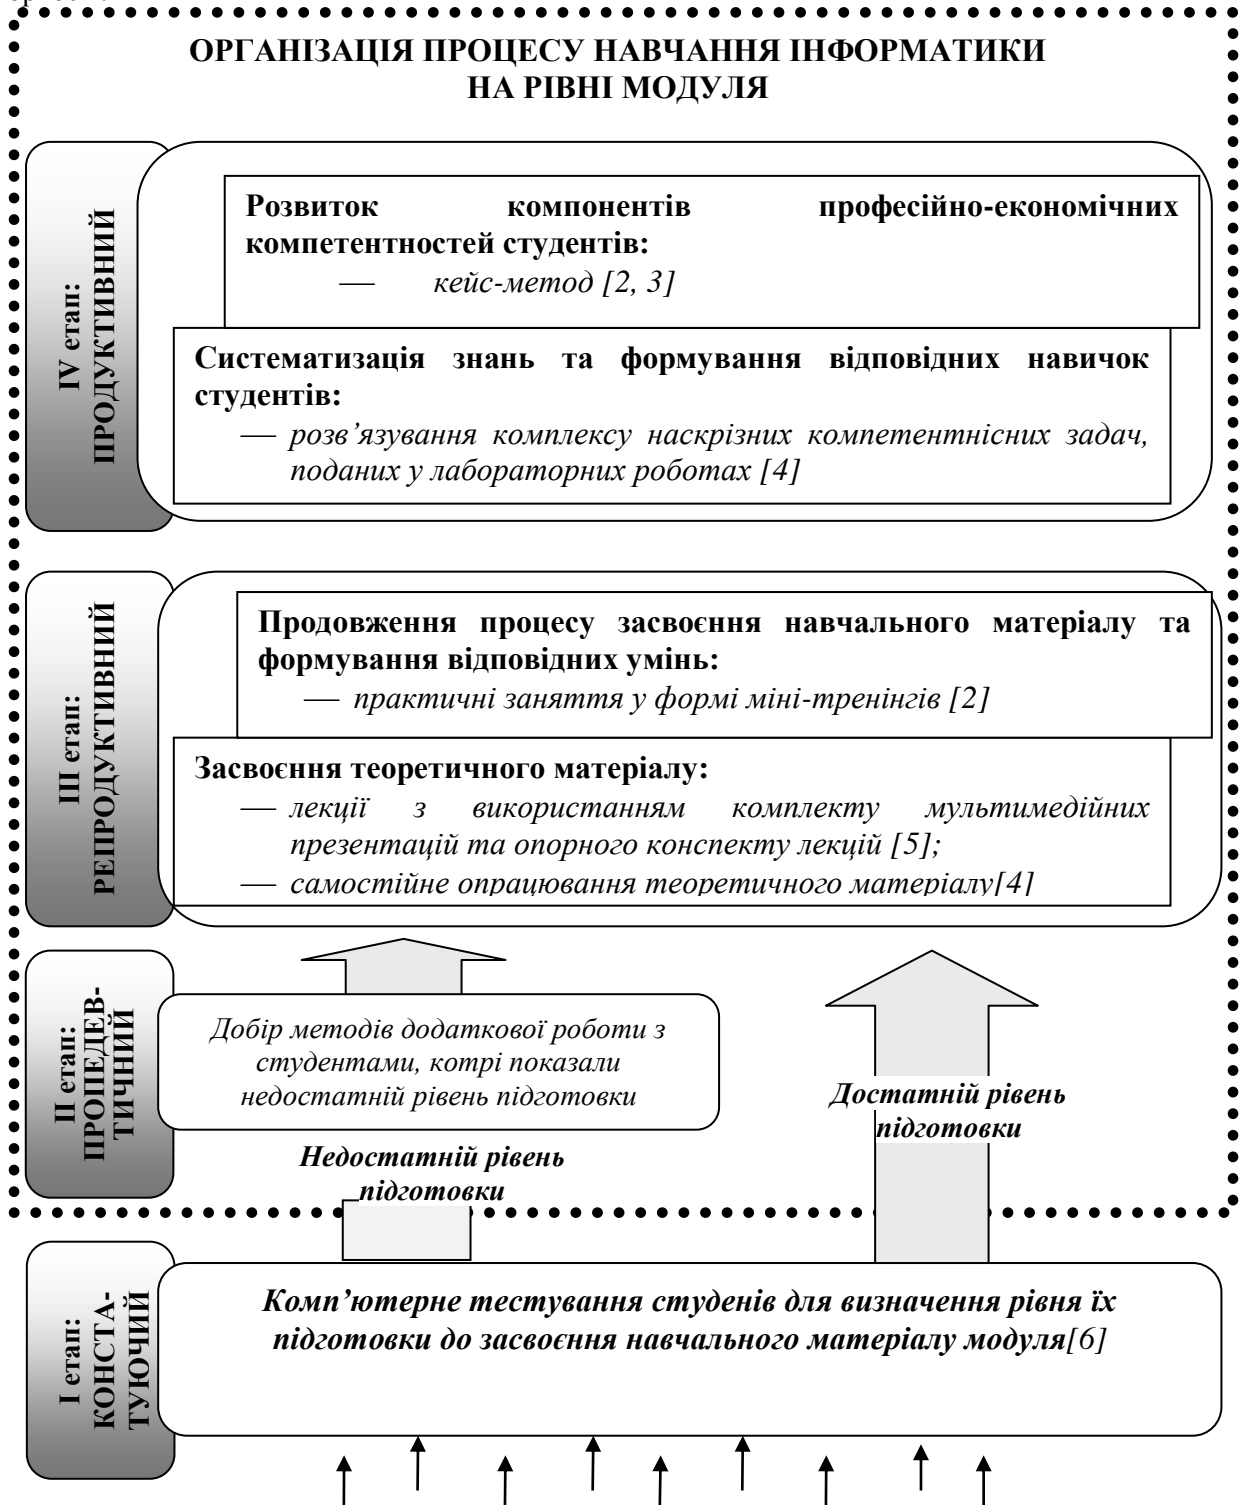 ОРГАНІЗАЦІЯ ПРОЦЕСУ НАВЧАННЯ ІНФОРМАТИКИ
НА РІВНІ МОДУЛЯ
IV етап:
ПРОДУКТИВНИЙ
Розвиток компонентів професійно-економічних
компетентностей студентів:
— кейс-метод [2, 3]
Систематизація знань та формування відповідних навичок
студентів:
— розв’язування комплексу наскрізних компетентнісних задач,
поданих у лабораторних роботах [4]
III етап:
РЕПРОДУКТИВНИЙ
Продовження процесу засвоєння навчального матеріалу та
формування відповідних умінь:
— практичні заняття у формі міні-тренінгів [2]
Засвоєння теоретичного матеріалу:
— лекції з використанням комплекту мультимедійних
презентацій та опорного конспекту лекцій [5];
— самостійне опрацювання теоретичного матеріалу[4]
II етап:
ПРОПЕДЕВ-
ТИЧНИЙ
Добір методів додаткової роботи з
студентами, котрі показали
недостатній рівень підготовки
Достатній рівень
підготовки
Недостатній рівень
підготовки
I етап:
КОНСТА-
ТУЮЧИЙ
Комп’ютерне тестування студенів для визначення рівня їх
підготовки до засвоєння навчального матеріалу модуля[6]